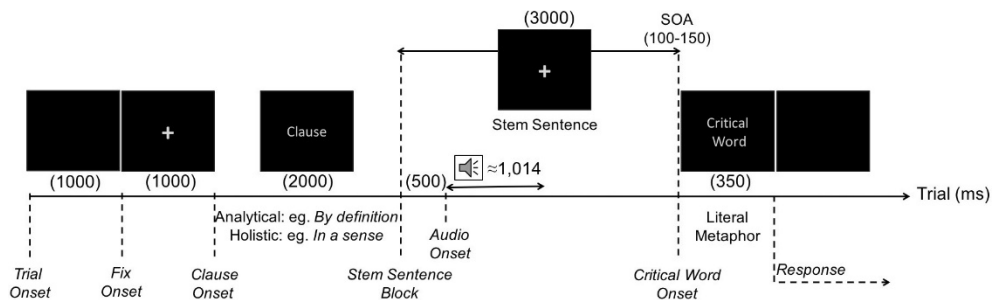 (3000)
SOA
(100-150)
+
Stem Sentence
+
Clause
Critical
Word
(1000)
(1000)
(2000)
(500)
≈1,014
(350)
Trial (ms)
Analytical: eg. By definition
Holistic: eg. In a sense
Literal
Metaphor
Trial
Onset
Fix
Onset
Clause
Onset
Stem Sentence
Block
Audio
Onset
Critical Word
Onset
Response